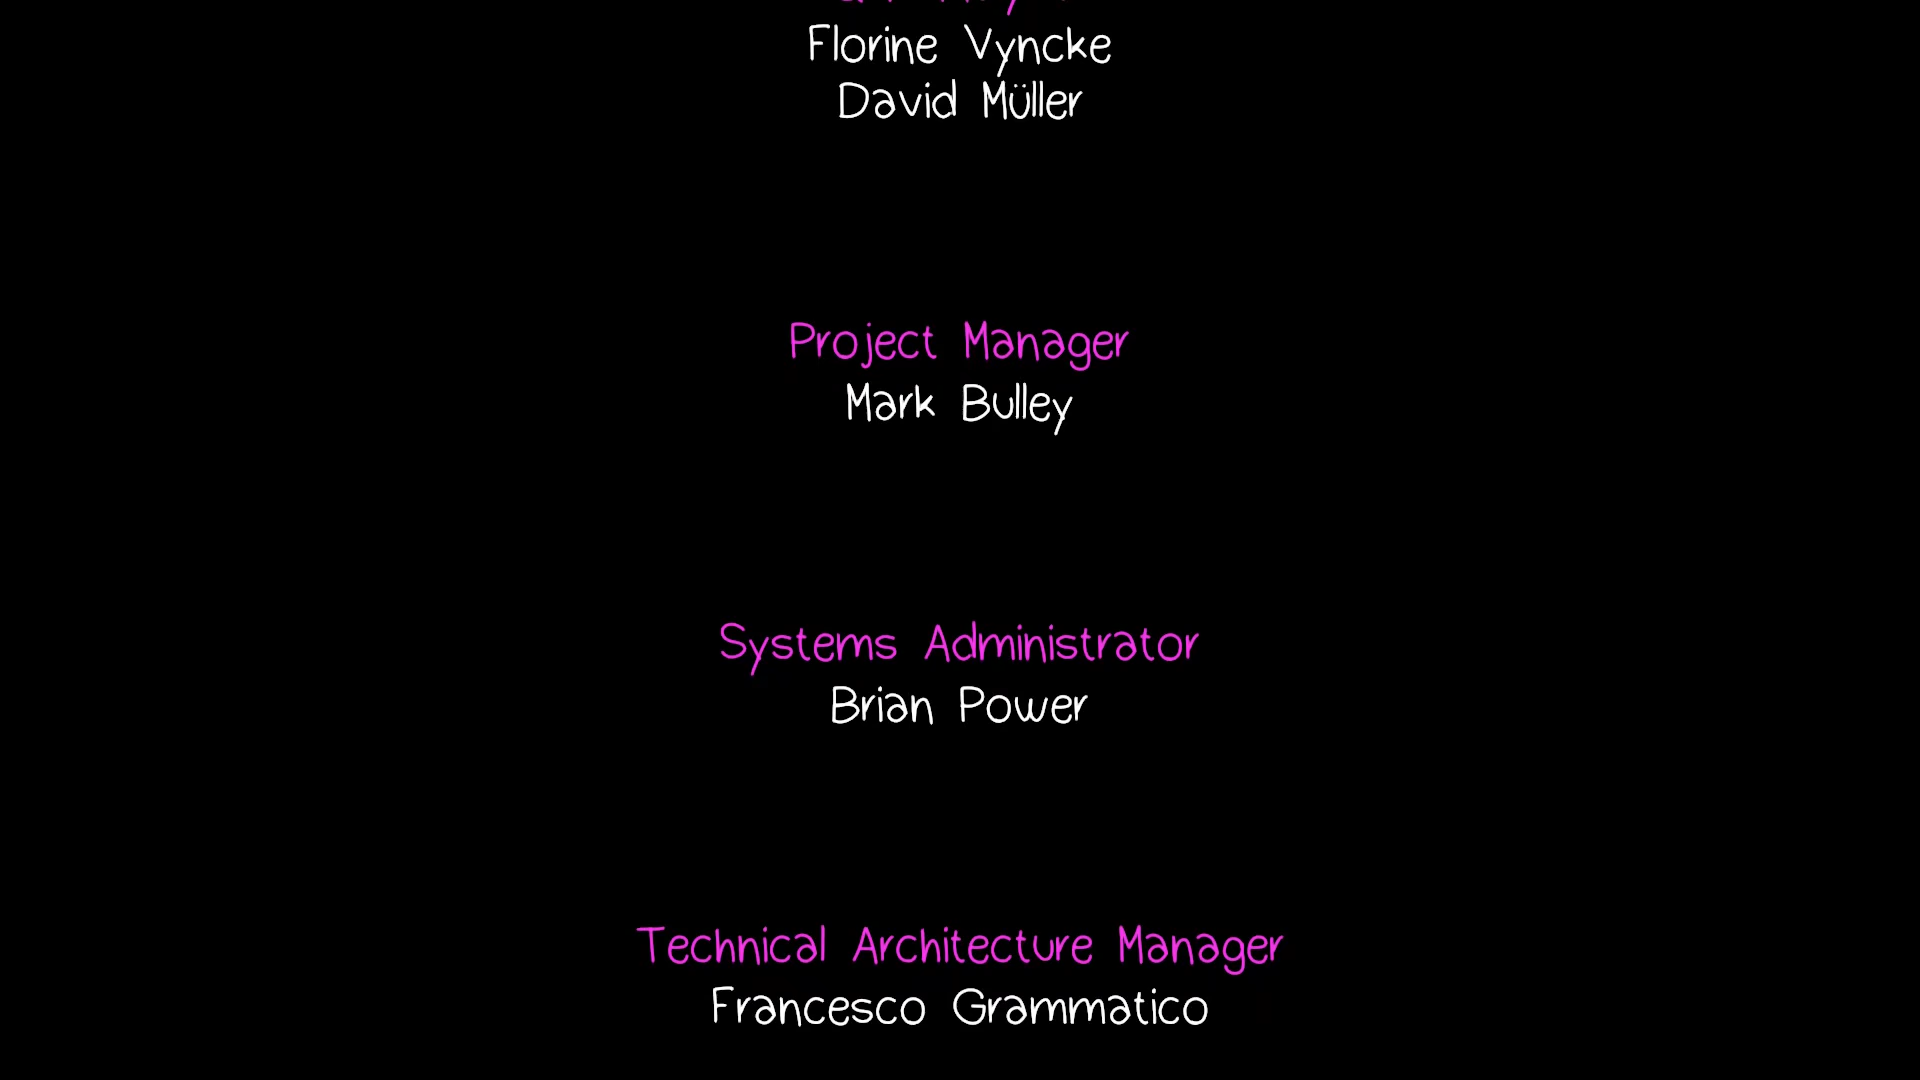 Florine Vyncke
David Müller
Project Manager
Mark Bulley
Systems Administrator
Brian Power
Technical Architecture Manager
Francesco Grammatico